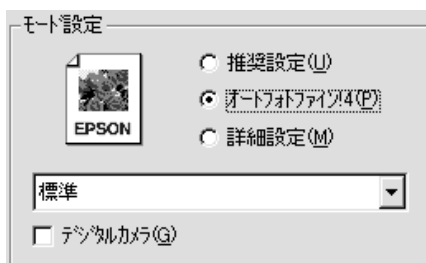 ﾓｰﾄﾞ設定
推奨設定(U)
ｵｰﾄﾌｫﾄﾌｧｲﾝ!4(P)
EPSON
詳細設定(M)
標準
ﾃﾞｼﾞﾀﾙｶﾒﾗ(G)